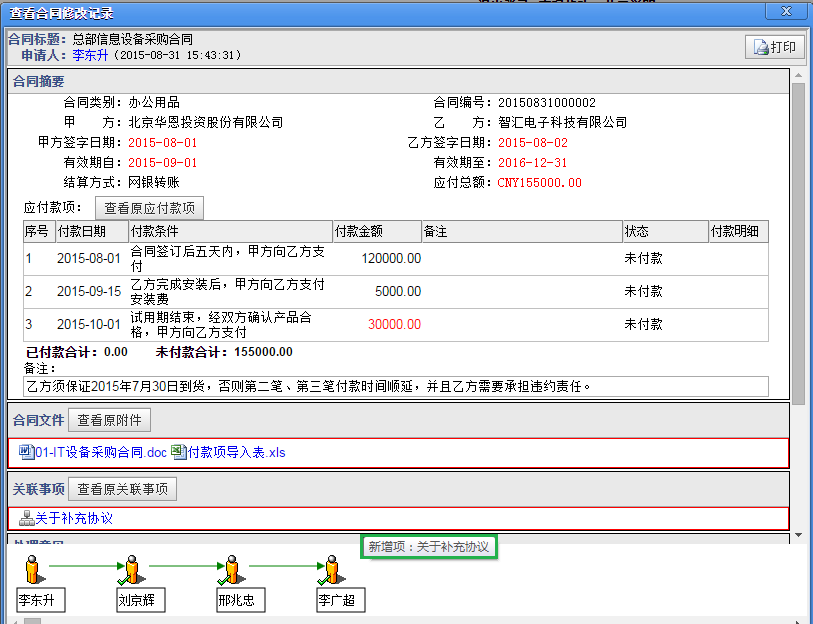 查看合同修改记录
合同标题：总部信息设备采购合同
申请人：李东升（2015-08-31 15:43:31）
打印
合同摘要
合同类别：办公用品 合同编号：20150831000002
甲 方：北京华恩投资股份有限公司 乙 方：智汇电子科技有限公司
甲方签字日期：2015-08-01 乙方签字日期：2015-08-02
有效期自：2015-09-01 有效期至：2016-12-31
结算方式：网银转账 应付总额：CNY155000.00
应付款项： 查看原应付款项
序号 付款日期 付款条件 付款金额 备注 状态 付款明细
1 2015-08-01 合同签订后五天内，甲方向乙方支付 120000.00 未付款
2 2015-09-15 乙方完成安装后，甲方向乙方支付安装费 5000.00 未付款
3 2015-10-01 试用期结束，经双方确认产品合格，甲方向乙方支付 30000.00 未付款
已付款合计：0.00 未付款合计：155000.00
备注：
乙方须保证2015年7月30日到货，否则第二笔、第三笔付款时间顺延，并且乙方需要承担违约责任。
合同文件 查看原附件
01-IT设备采购合同.doc 付款项导入表.xls
关联事项 查看原关联事项
关于补充协议
新增项：关于补充协议
李东升 刘京辉 邢兆忠 李广超